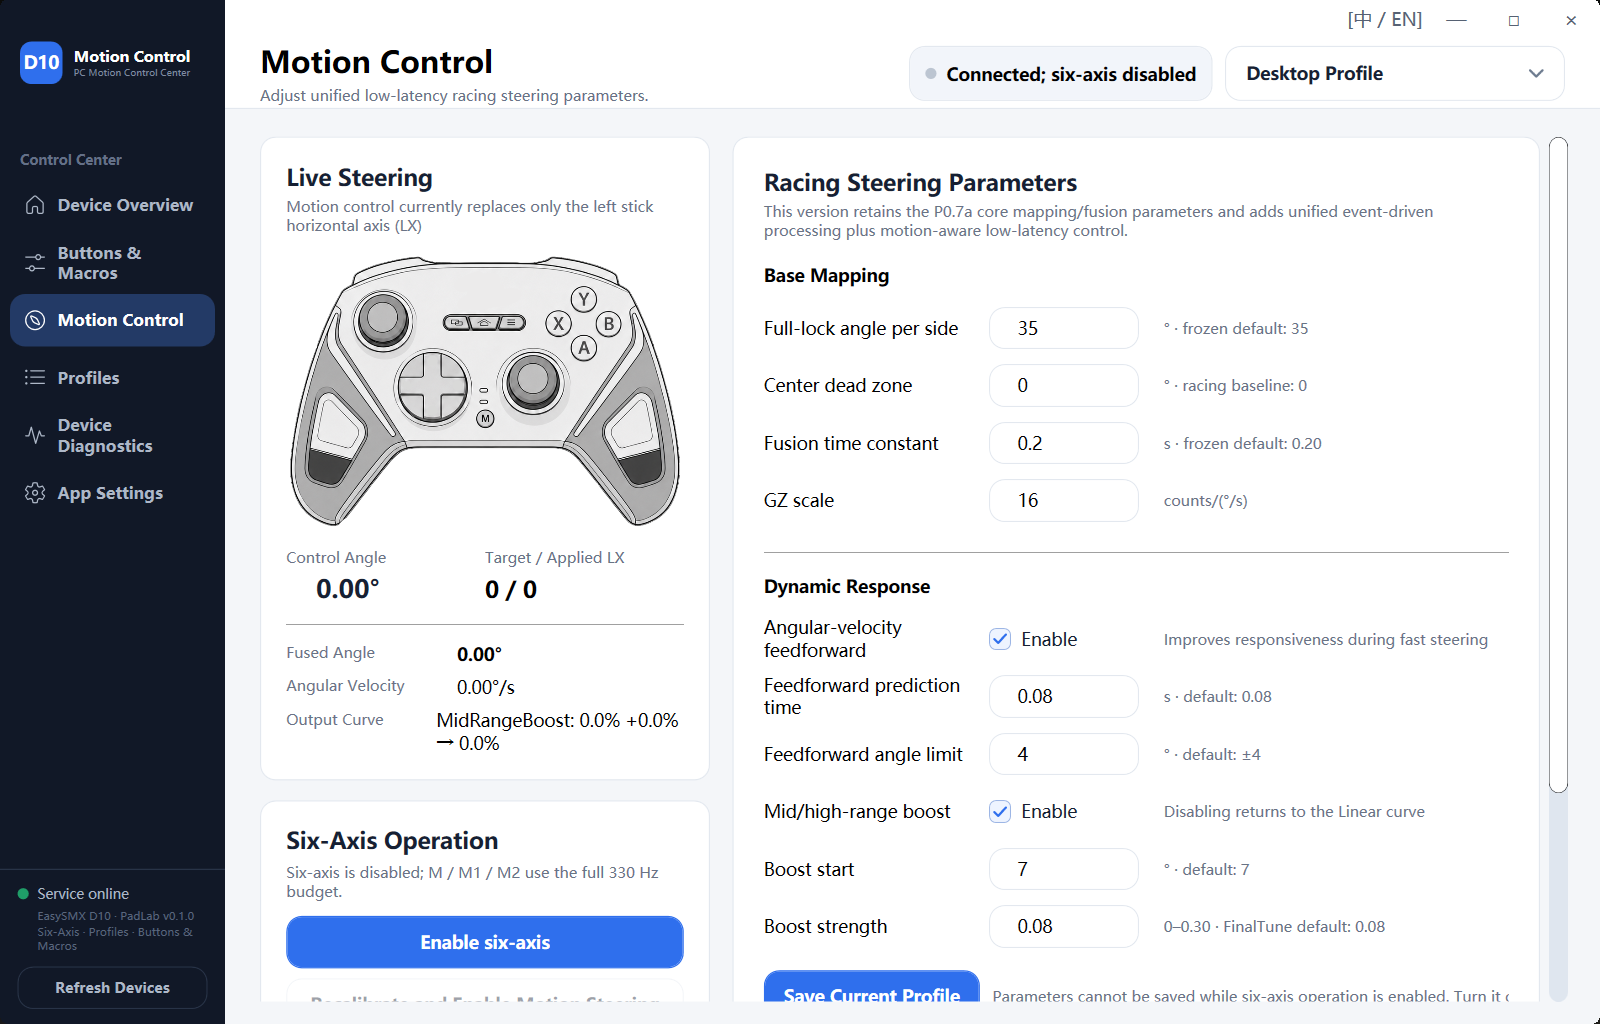 [中 / EN]
D10
Motion Control
PC Motion Control Center
Control Center
Device Overview
Buttons &
Macros
Motion Control
Profiles
Device
Diagnostics
App Settings
Service online
EasySMX D10 · PadLab v0.1.0
Six-Axis · Profiles · Buttons &
Macros
Refresh Devices
Motion Control
Adjust unified low-latency racing steering parameters.
Connected; six-axis disabled
Desktop Profile
Live Steering
Motion control currently replaces only the left stick
horizontal axis (LX)
Y
X
B
A
M
Control Angle
0.00°
Target / Applied LX
0 / 0
Fused Angle
0.00°
Angular Velocity
0.00°/s
Output Curve
MidRangeBoost: 0.0% +0.0%
→ 0.0%
Six-Axis Operation
Six-axis is disabled; M / M1 / M2 use the full 330 Hz
budget.
Enable six-axis
Recalibrate and Enable Motion Steering
Racing Steering Parameters
This version retains the P0.7a core mapping/fusion parameters and adds unified event-driven
processing plus motion-aware low-latency control.
Base Mapping
Full-lock angle per side
35
° · frozen default: 35
Center dead zone
0
° · racing baseline: 0
Fusion time constant
0.2
s · frozen default: 0.20
GZ scale
16
counts/(°/s)
Dynamic Response
Angular-velocity
feedforward
Enable
Improves responsiveness during fast steering
Feedforward prediction
time
0.08
s · default: 0.08
Feedforward angle limit
4
° · default: ±4
Mid/high-range boost
Enable
Disabling returns to the Linear curve
Boost start
7
° · default: 7
Boost strength
0.08
0–0.30 · FinalTune default: 0.08
Save Current Profile
Parameters cannot be saved while six-axis operation is enabled. Turn it